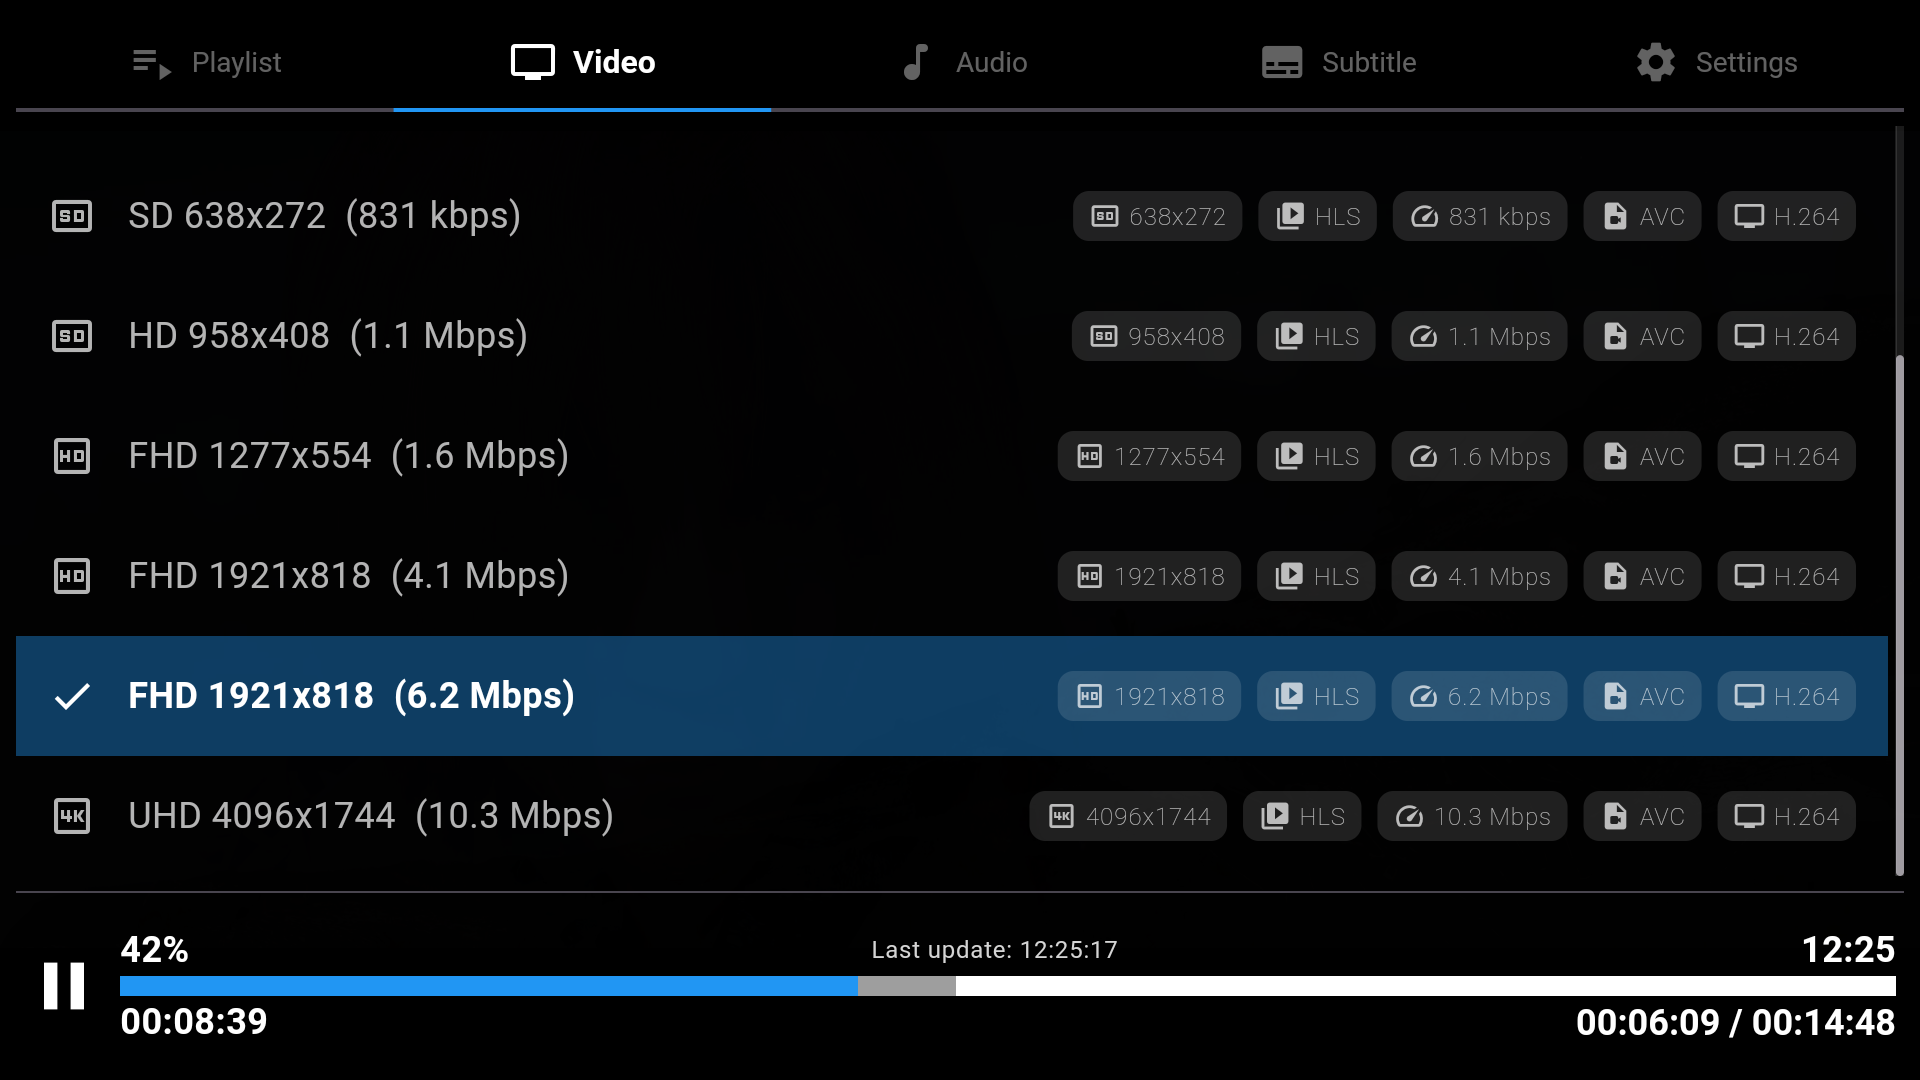 Playlist Video Audio Subtitle Settings
SD SD 638x272 (831 kbps) SD 638x272 HLS 831 kbps AVC H.264
SD HD 958x408 (1.1 Mbps) SD 958x408 HLS 1.1 Mbps AVC H.264
HD FHD 1277x554 (1.6 Mbps) HD 1277x554 HLS 1.6 Mbps AVC H.264
HD FHD 1921x818 (4.1 Mbps) HD 1921x818 HLS 4.1 Mbps AVC H.264
FHD 1921x818 (6.2 Mbps) HD 1921x818 HLS 6.2 Mbps AVC H.264
4K UHD 4096x1744 (10.3 Mbps) 4K 4096x1744 HLS 10.3 Mbps AVC H.264
42% Last update: 12:25:17 12:25
00:08:39 00:06:09 / 00:14:48